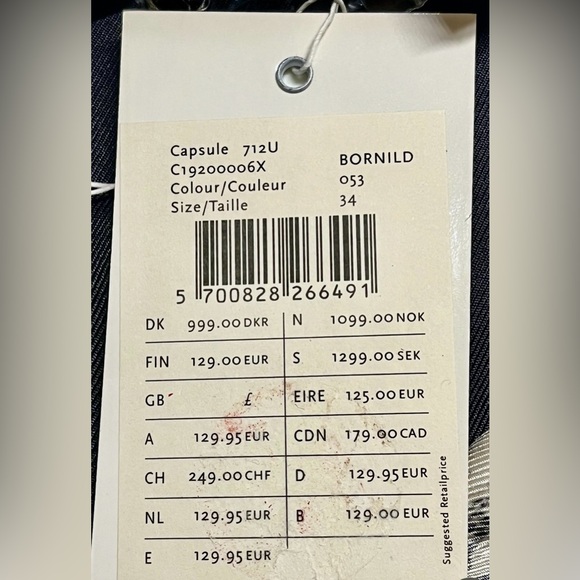 Capsule 712U
C19200006X BORNILD
Colour/Couleur 053
Size/Taille 34
5 700828 266491
DK 999.00 DKR N 1099.00 NOK
FIN 129.00 EUR S 1299.00 SEK
GB £ EIRE 125.00 EUR
A 129.95 EUR CDN 179.00 CAD
CH 249.00 CHF D 129.95 EUR
NL 129.95 EUR B 129.00 EUR
E 129.95 EUR
Suggested Retailprice